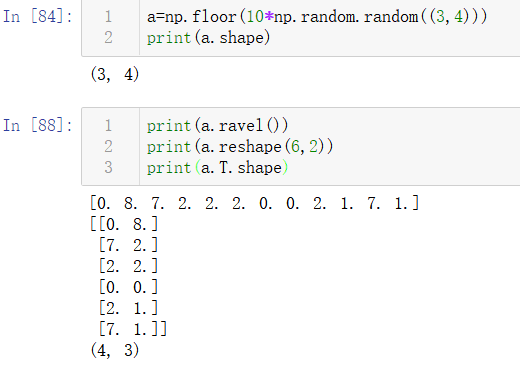 In [84]:
1 a=np.floor(10*np.random.random((3,4)))
2 print(a.shape)
(3, 4)
In [88]:
1 print(a.ravel())
2 print(a.reshape(6,2))
3 print(a.T.shape)
[0. 8. 7. 2. 2. 2. 0. 0. 2. 1. 7. 1.]
[[0. 8.]
 [7. 2.]
 [2. 2.]
 [0. 0.]
 [2. 1.]
 [7. 1.]]
(4, 3)